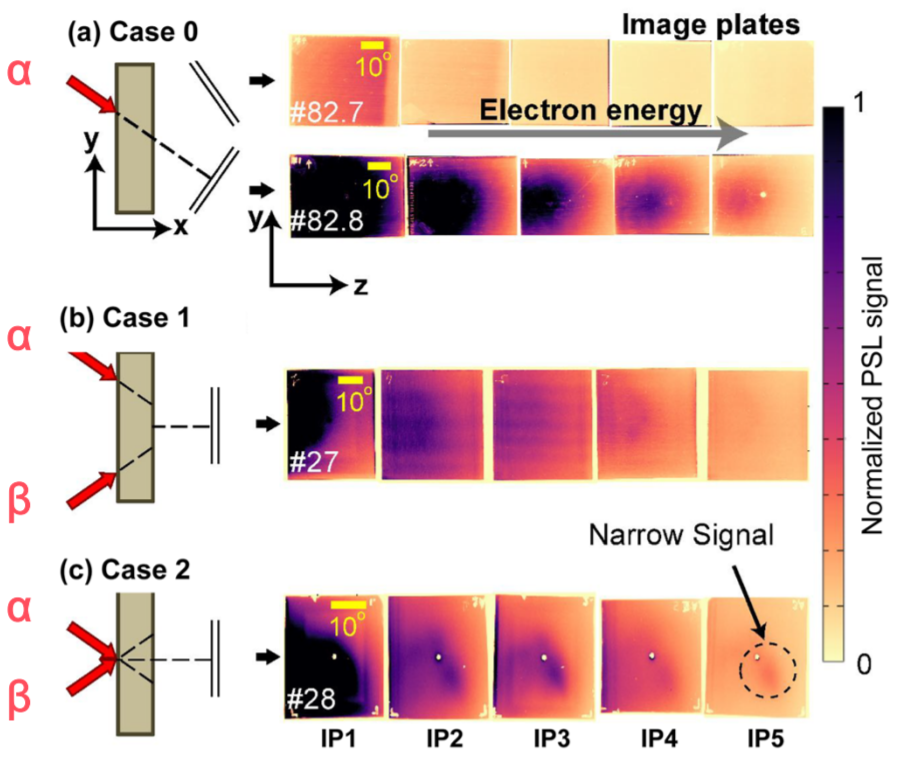 (a) Case 0
Image plates
α
10°
#82.7
Electron energy
y
x
10°
#82.8
y
z
1
Normalized PSL signal
0
(b) Case 1
α
10°
#27
β
Narrow Signal
(c) Case 2
α
10°
β
#28
IP1 IP2 IP3 IP4 IP5